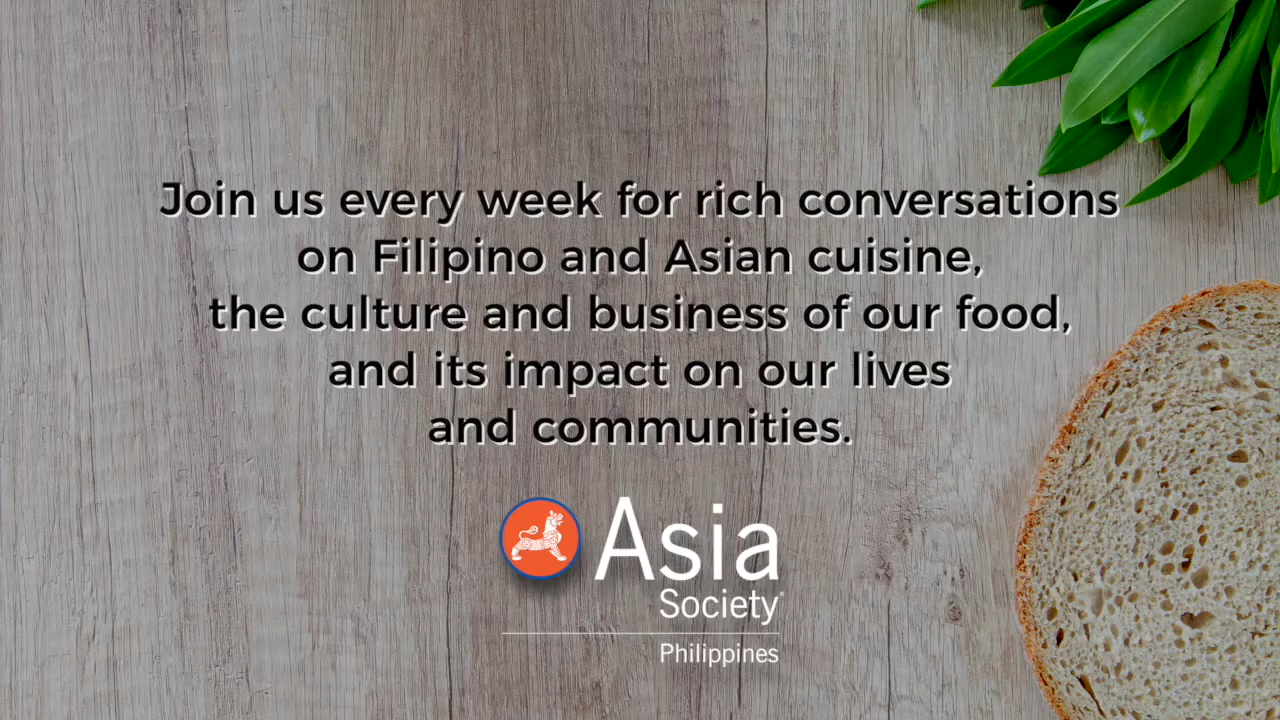 Join us every week for rich conversations
on Filipino and Asian cuisine,
the culture and business of our food,
and its impact on our lives
and communities.
Asia
Society
Philippines